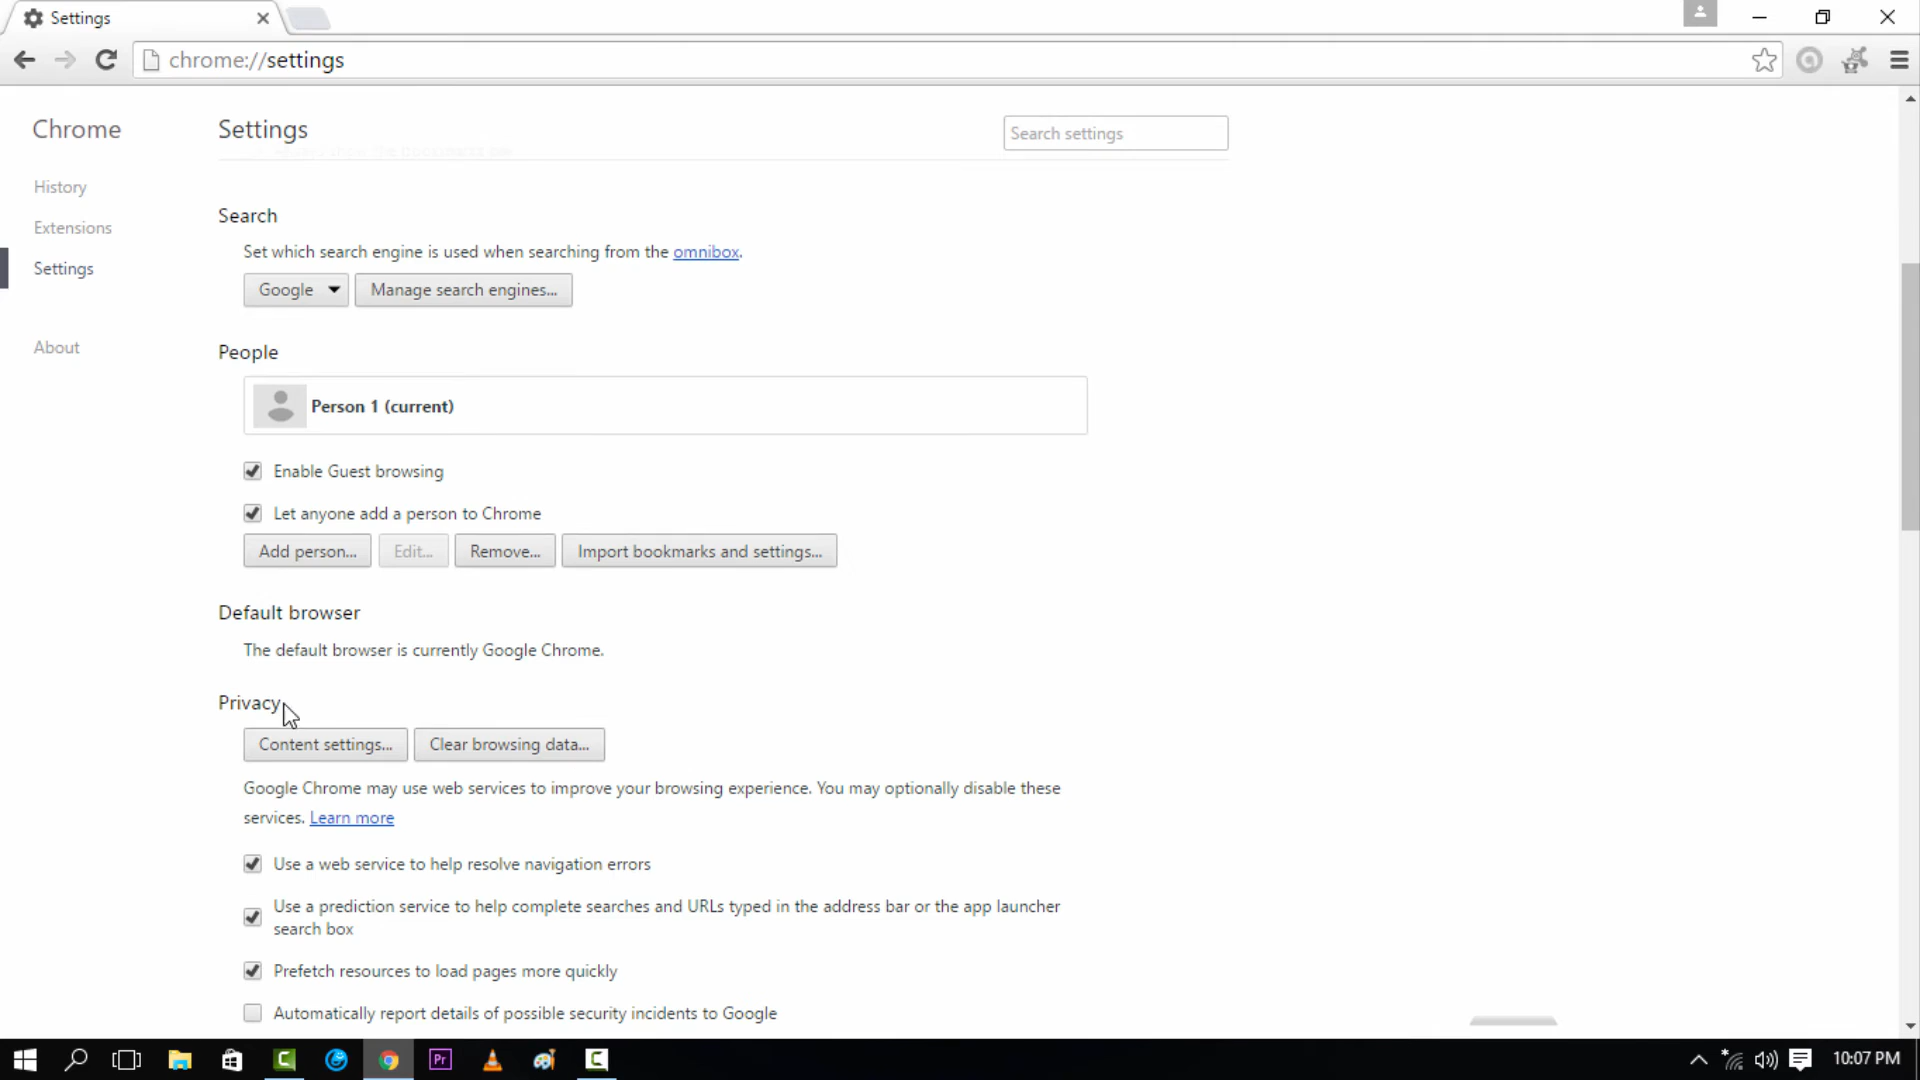 Settings
chrome://settings
Chrome
Settings
Search settings
History
Extensions
Settings
About
Search
Set which search engine is used when searching from the omnibox.
Google
Manage search engines...
People
Person 1 (current)
Enable Guest browsing
Let anyone add a person to Chrome
Add person...
Edit...
Remove...
Import bookmarks and settings...
Default browser
The default browser is currently Google Chrome.
Privacy
Content settings...
Clear browsing data...
Google Chrome may use web services to improve your browsing experience. You may optionally disable these
services. Learn more
Use a web service to help resolve navigation errors
Use a prediction service to help complete searches and URLs typed in the address bar or the app launcher
search box
Prefetch resources to load pages more quickly
Automatically report details of possible security incidents to Google
Pr
10:07 PM